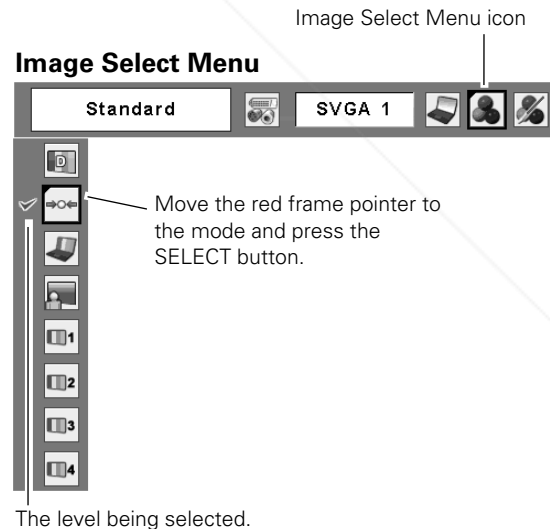 Image Select Menu icon
Image Select Menu
Standard
SVGA 1
D
Move the red frame pointer to
the mode and press the
SELECT button.
1
2
3
4
The level being selected.